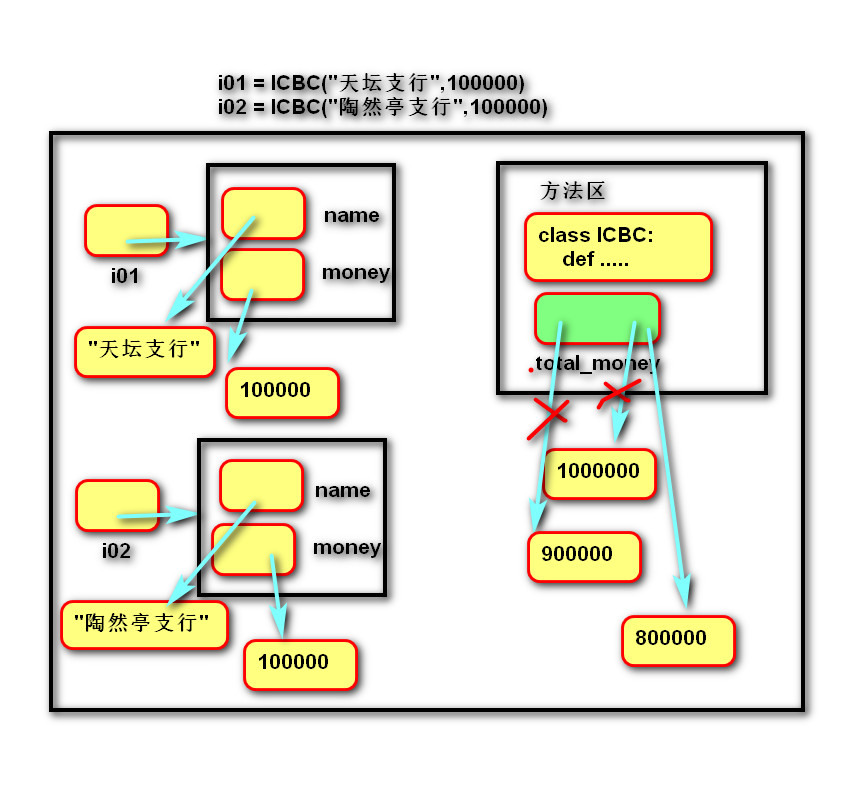 i01 = ICBC("天坛支行",100000)
i02 = ICBC("陶然亭支行",100000)
name
money
i01
"天坛支行"
100000
name
money
i02
"陶然亭支行"
100000
方法区
class ICBC:
def .....
total_money
1000000
900000
800000